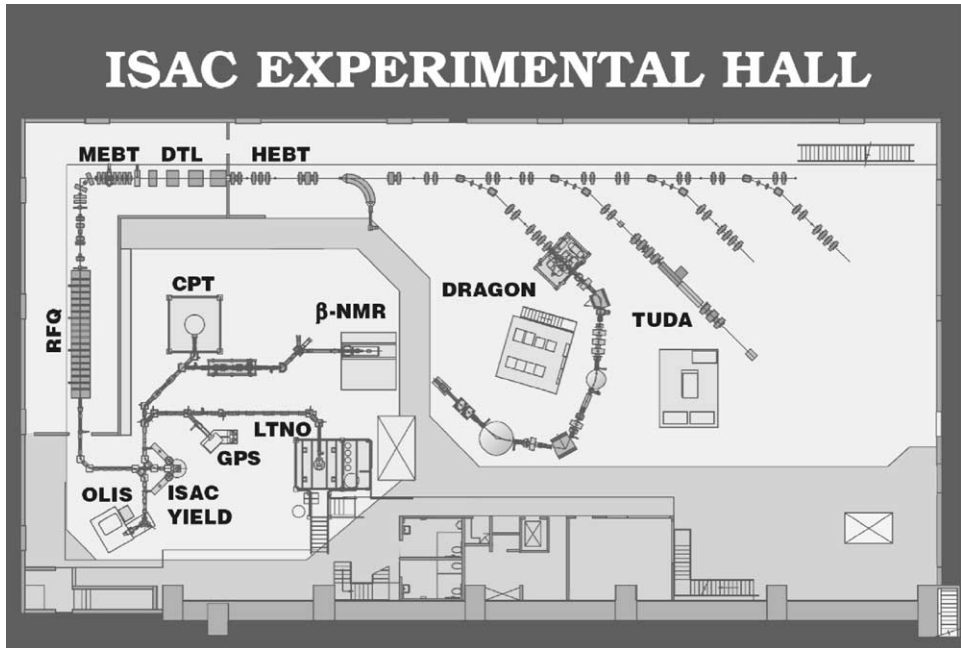 ISAC EXPERIMENTAL HALL
MEBT DTL HEBT
RFQ
CPT
β-NMR
DRAGON
TUDA
LTNO
GPS
OLIS
ISAC
YIELD